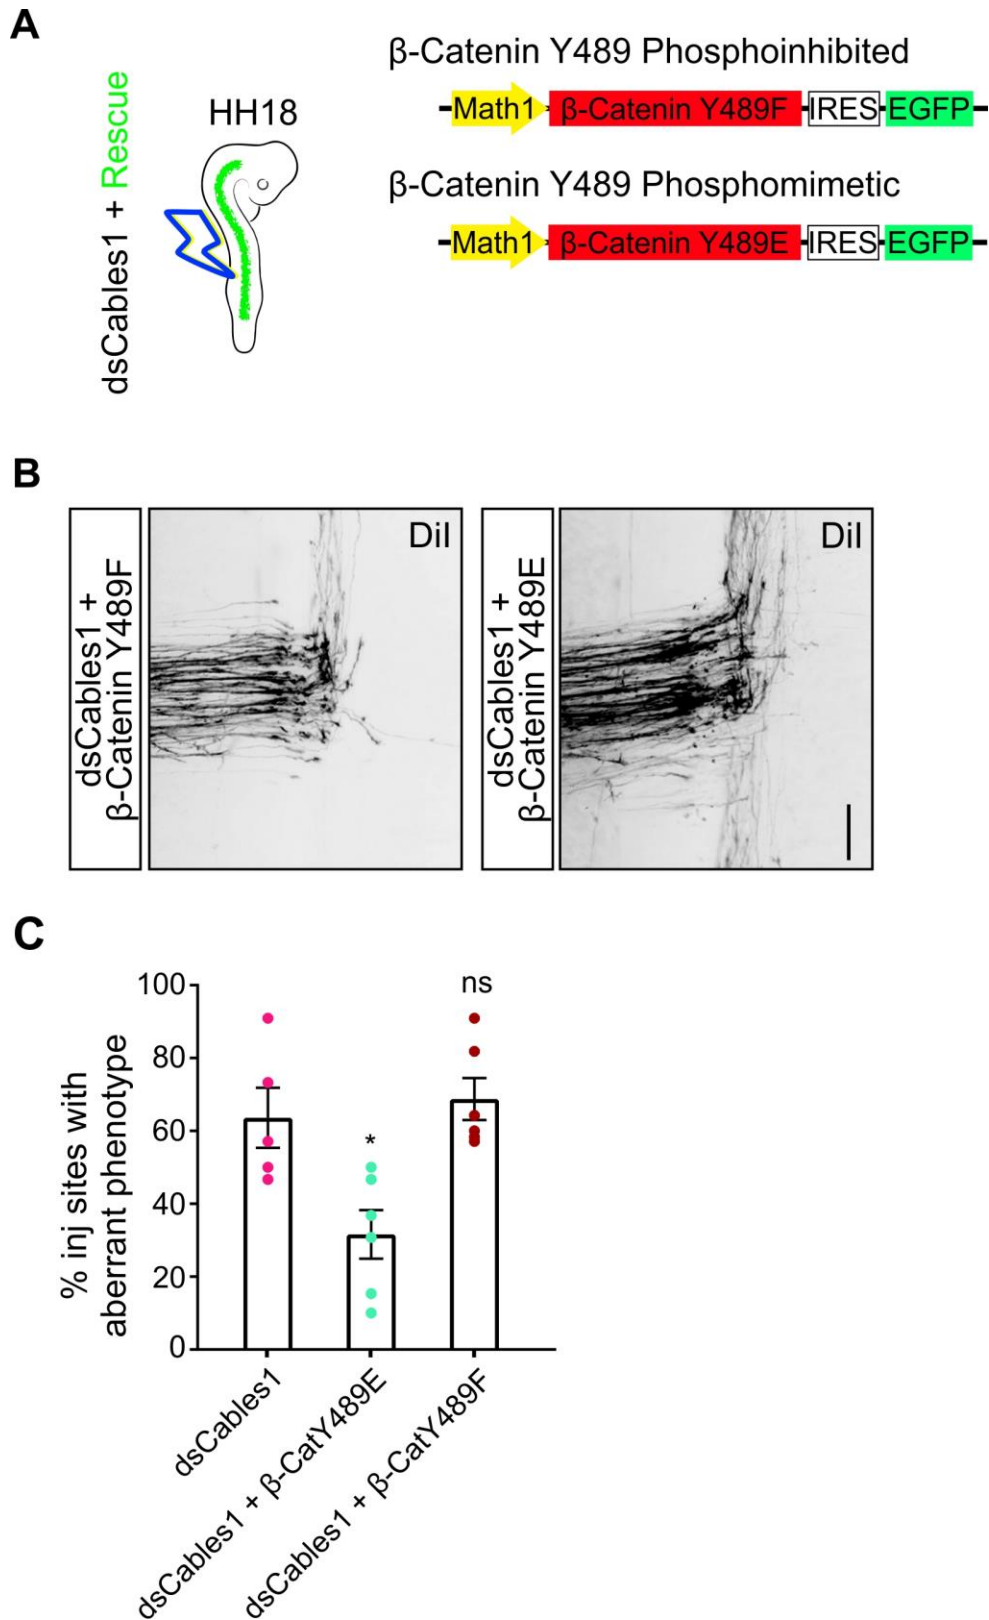 A
dsCables1 + Rescue
HH18
β-Catenin Y489 Phosphoinhibited
Math1 β-Catenin Y489F IRES EGFP
β-Catenin Y489 Phosphomimetic
Math1 β-Catenin Y489E IRES EGFP
B
dsCables1 +
β-Catenin Y489F
DiI
dsCables1 +
β-Catenin Y489E
DiI
C
% inj sites with
aberrant phenotype
100
80
60
40
20
0
*
ns
dsCables1
dsCables1 + β-CatY489E
dsCables1 + β-CatY489F